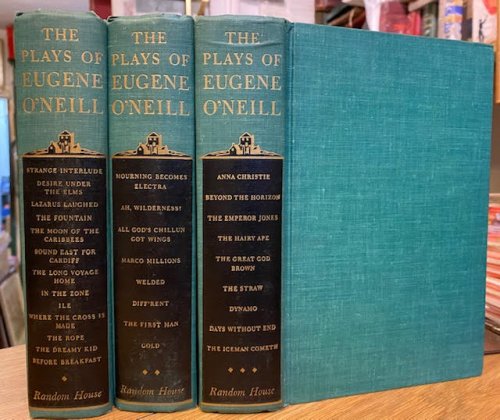 THE
PLAYS OF
EUGENE
O'NEILL
STRANGE INTERLUDE
DESIRE UNDER
THE ELMS
LAZARUS LAUGHED
THE FOUNTAIN
THE MOON OF THE
CARIBBEES
BOUND EAST FOR
CARDIFF
THE LONG VOYAGE
HOME
IN THE ZONE
ILE
WHERE THE CROSS IS
MADE
THE ROPE
THE DREAMY KID
BEFORE BREAKFAST
Random House
THE
PLAYS OF
EUGENE
O'NEILL
MOURNING BECOMES
ELECTRA
AH, WILDERNESS!
ALL GOD'S CHILLUN
GOT WINGS
MARCO MILLIONS
WELDED
DIFF'RENT
THE FIRST MAN
GOLD
Random House
THE
PLAYS OF
EUGENE
O'NEILL
ANNA CHRISTIE
BEYOND THE HORIZON
THE EMPEROR JONES
THE HAIRY APE
THE GREAT GOD
BROWN
THE STRAW
DYNAMO
DAYS WITHOUT END
THE ICEMAN COMETH
Random House